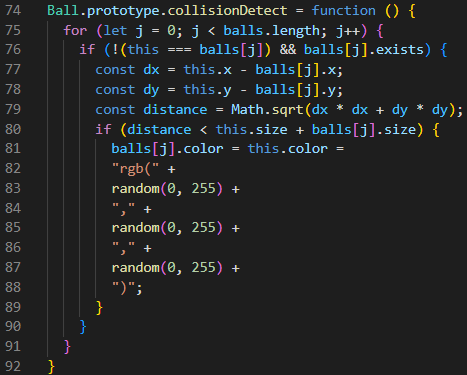 74 Ball.prototype.collisionDetect = function () {
75   for (let j = 0; j < balls.length; j++) {
76     if (!(this === balls[j]) && balls[j].exists) {
77       const dx = this.x - balls[j].x;
78       const dy = this.y - balls[j].y;
79       const distance = Math.sqrt(dx * dx + dy * dy);
80       if (distance < this.size + balls[j].size) {
81         balls[j].color = this.color =
82         "rgb(" +
83         random(0, 255) +
84         "," +
85         random(0, 255) +
86         "," +
87         random(0, 255) +
88         ")";
89       }
90     }
91   }
92 }